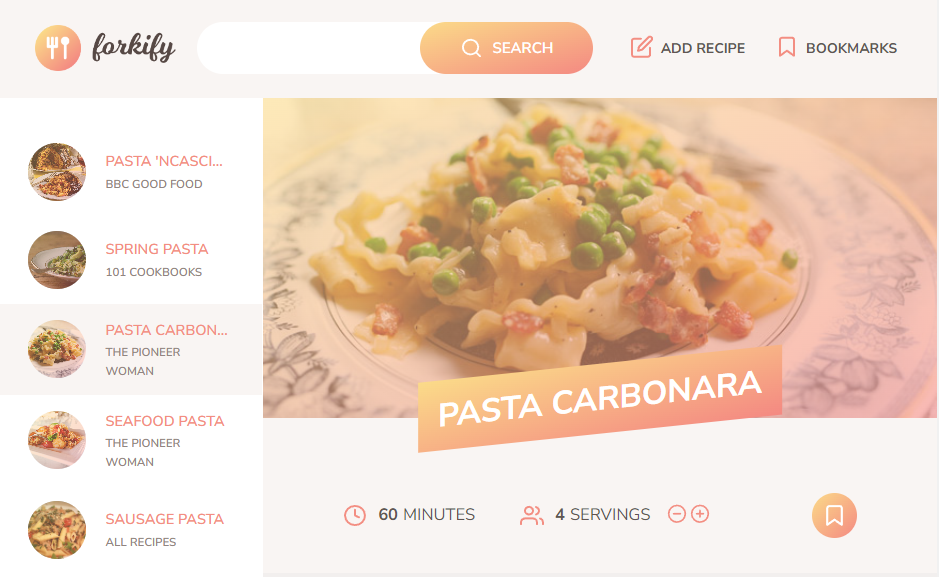 forkify
SEARCH
ADD RECIPE
BOOKMARKS
PASTA 'NCASCI...
BBC GOOD FOOD
SPRING PASTA
101 COOKBOOKS
PASTA CARBON...
THE PIONEER
WOMAN
SEAFOOD PASTA
THE PIONEER
WOMAN
SAUSAGE PASTA
ALL RECIPES
PASTA CARBONARA
60 MINUTES
4 SERVINGS